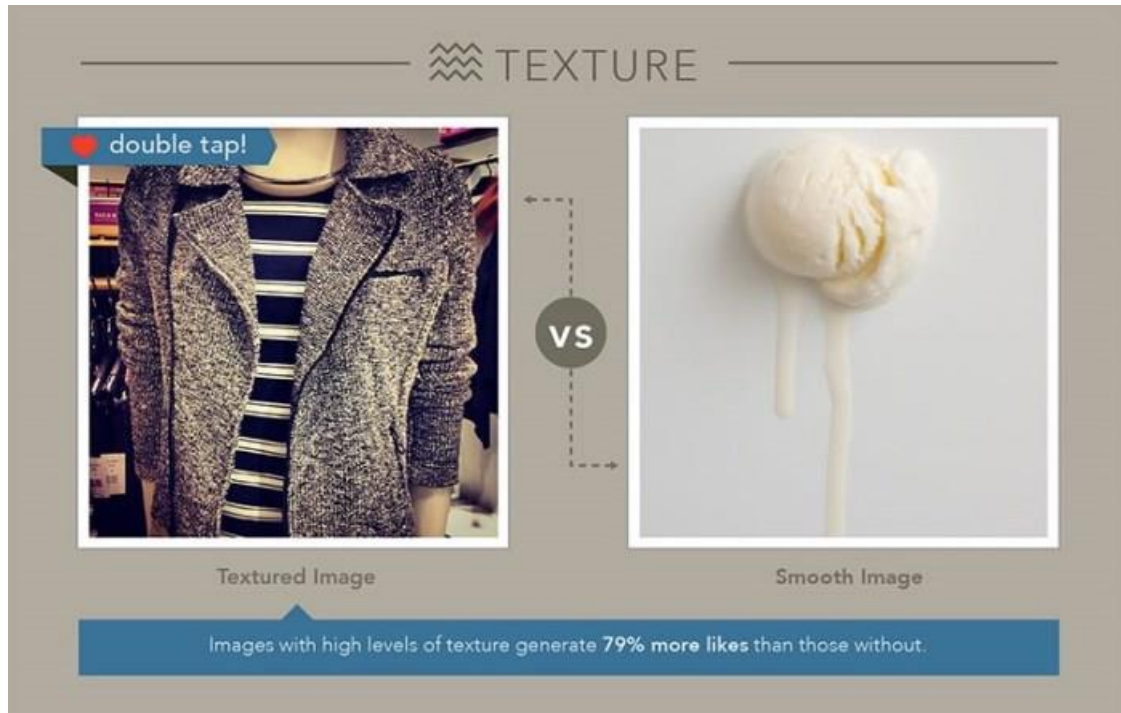 TEXTURE
double tap!
VS
Textured Image
Smooth Image
Images with high levels of texture generate 79% more likes than those without.